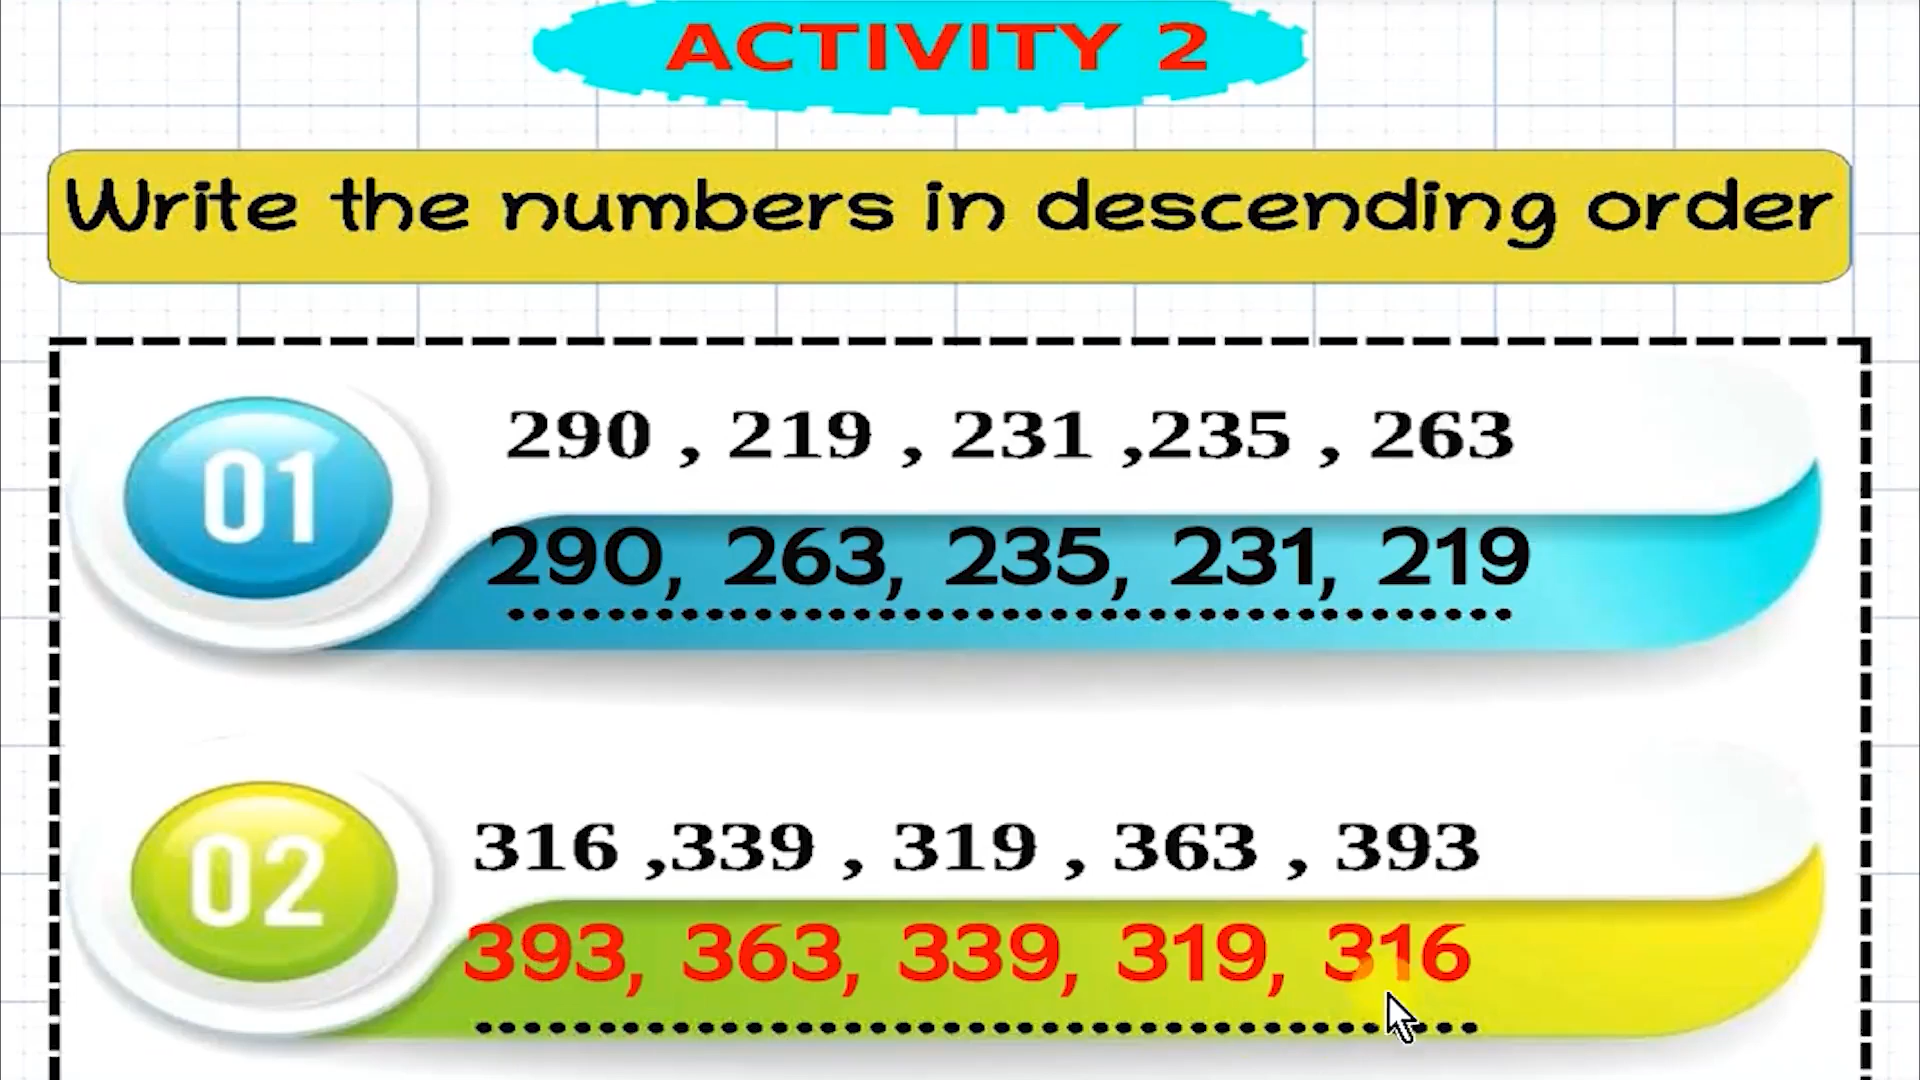 ACTIVITY 2
Write the numbers in descending order
01
290 , 219 , 231 ,235 , 263
290, 263, 235, 231, 219
02
316 ,339 , 319 , 363 , 393
393, 363, 339, 319, 316